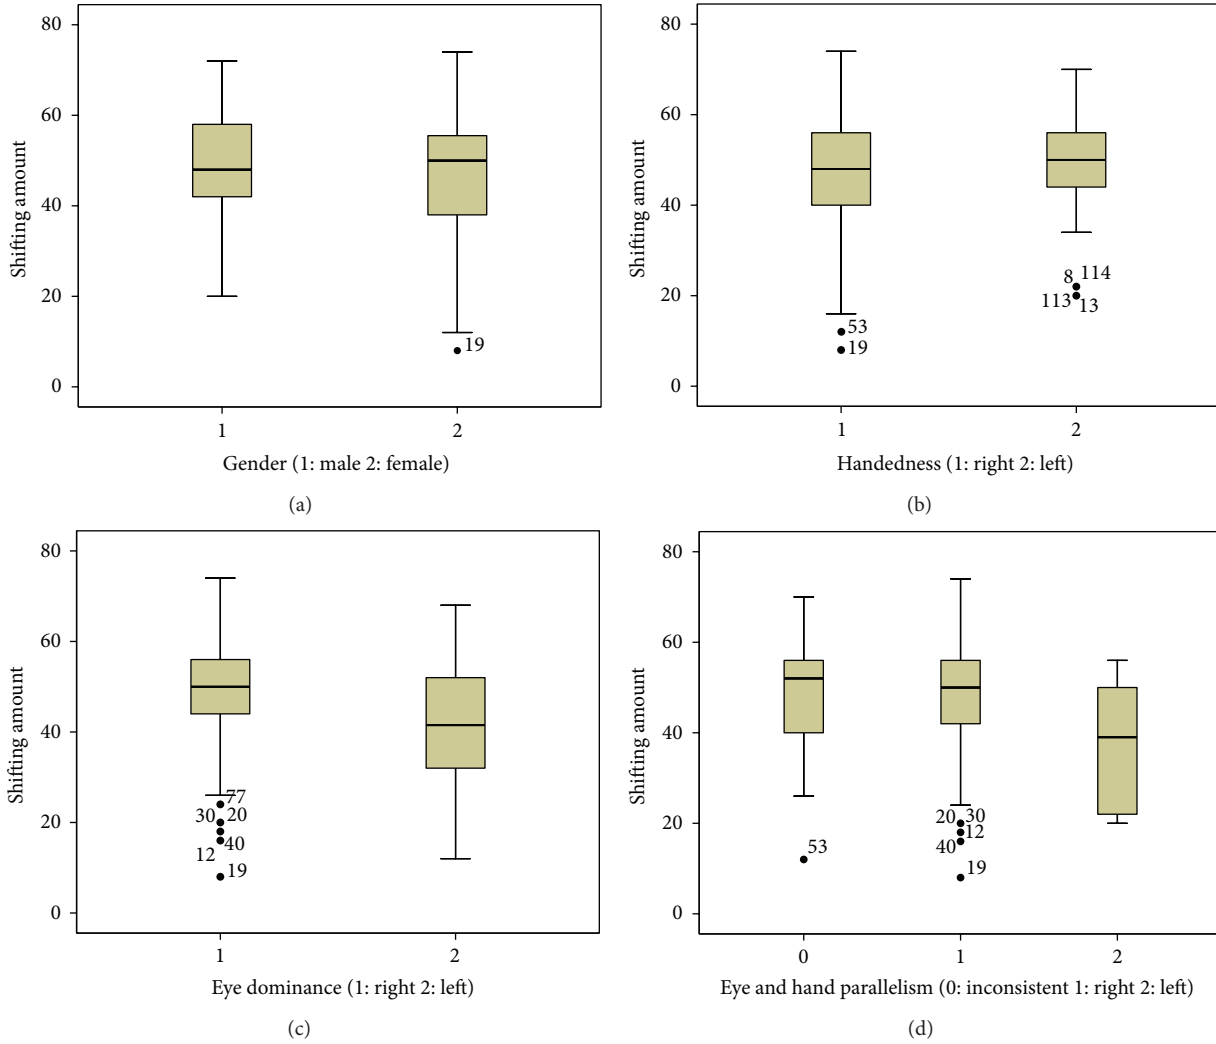 80
60
40
20
0
Shifting amount
19
1 2
Gender (1: male 2: female)
(a)
80
60
40
20
0
Shifting amount
53
19
8 114
113 13
1 2
Handedness (1: right 2: left)
(b)
80
60
40
20
0
Shifting amount
77
30 20
40
12
19
1 2
Eye dominance (1: right 2: left)
(c)
80
60
40
20
0
Shifting amount
53
20 30
12
40
19
0 1 2
Eye and hand parallelism (0: inconsistent 1: right 2: left)
(d)